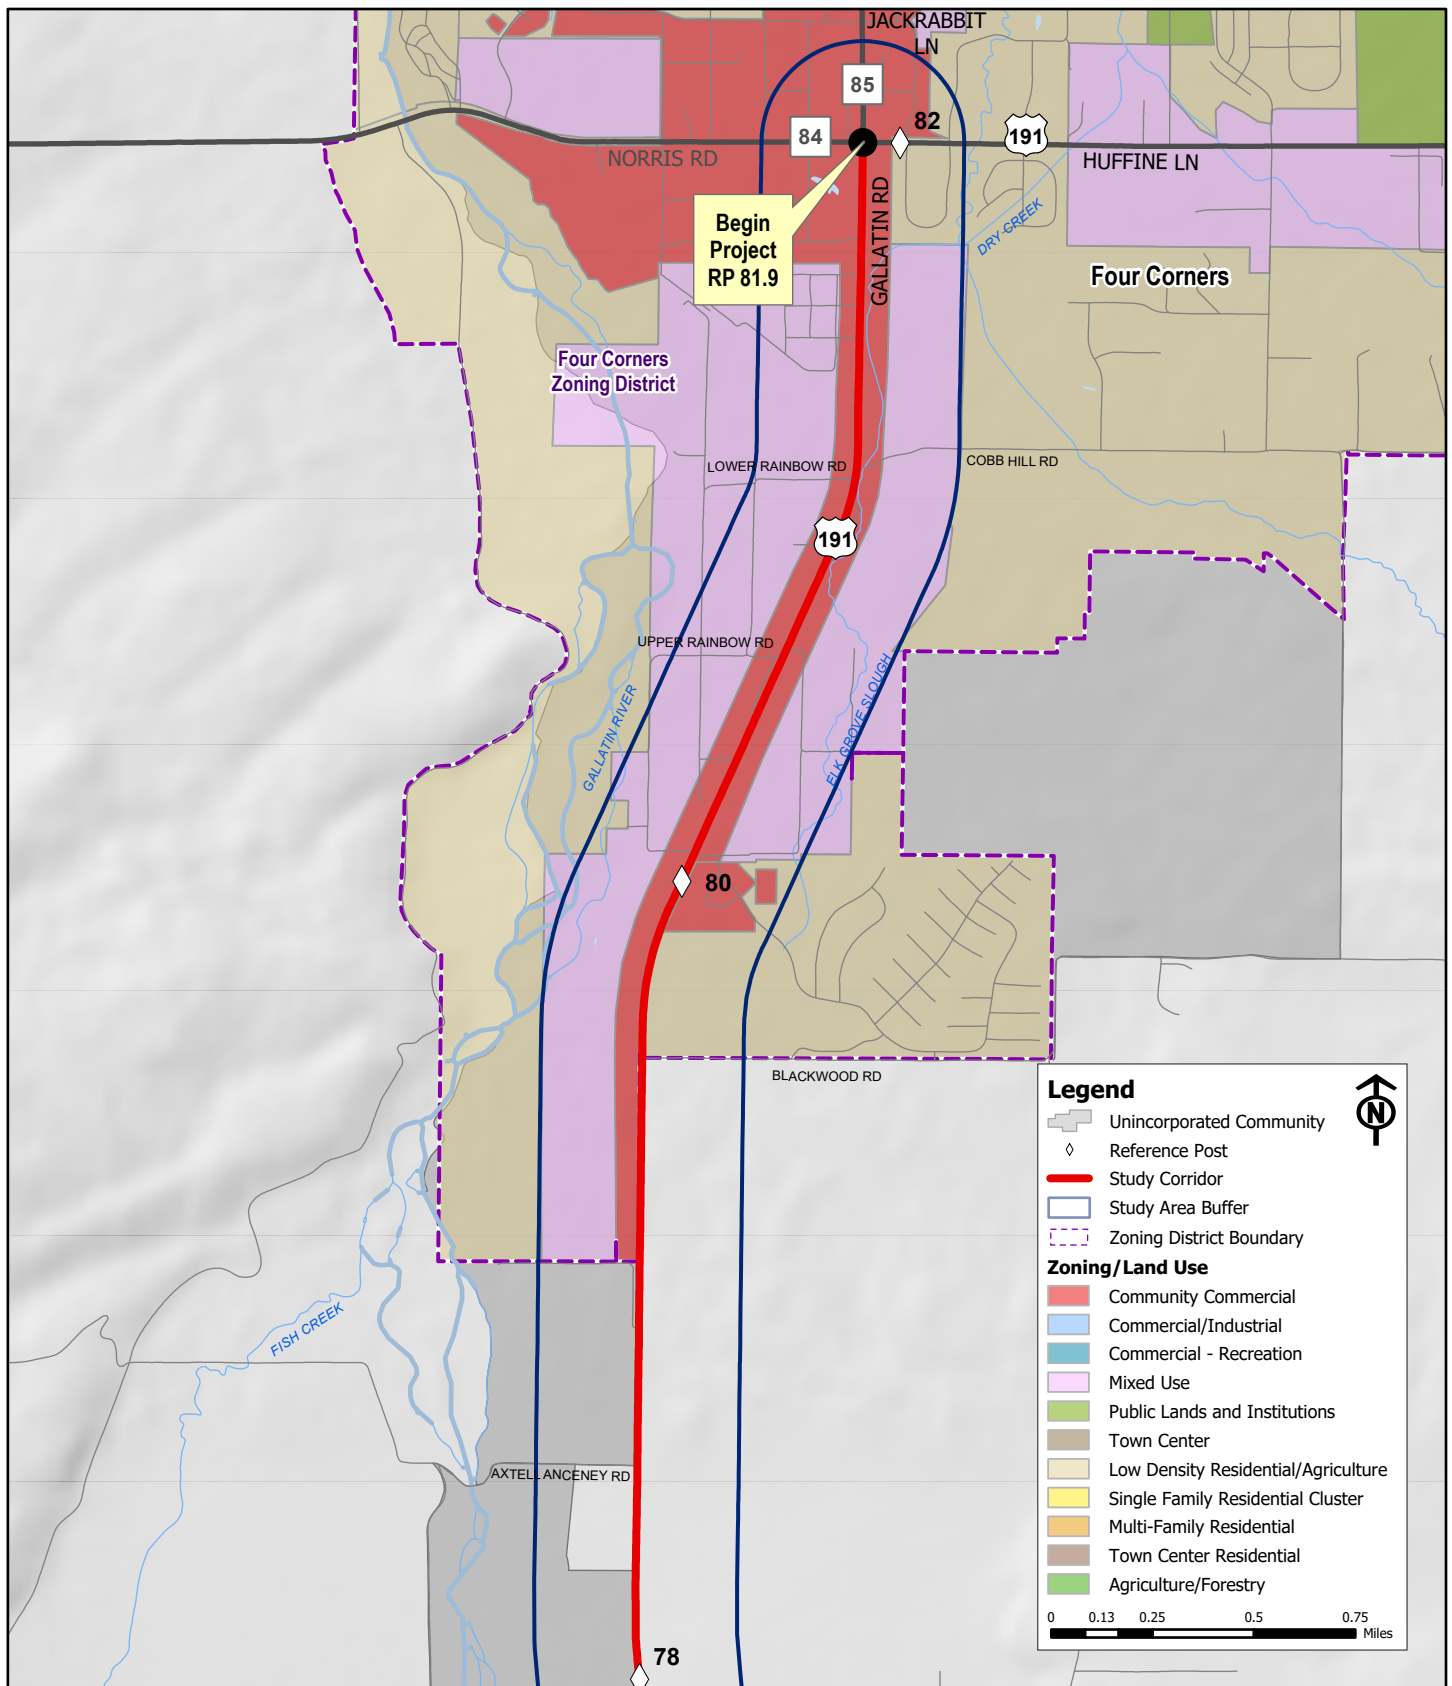 JACKRABBIT
LN
85
82
84
191
NORRIS RD
HUFFINE LN
GALLATIN RD
Begin
Project
RP 81.9
DRY CREEK
Four Corners
Four Corners
Zoning District
LOWER RAINBOW RD
COBB HILL RD
191
UPPER RAINBOW RD
GALLATIN RIVER
ELK GROVE SLOUGH
80
BLACKWOOD RD
FISH CREEK
AXTELL ANCENEY RD
78
Legend
N
Unincorporated Community
Reference Post
Study Corridor
Study Area Buffer
Zoning District Boundary
Zoning/Land Use
Community Commercial
Commercial/Industrial
Commercial - Recreation
Mixed Use
Public Lands and Institutions
Town Center
Low Density Residential/Agriculture
Single Family Residential Cluster
Multi-Family Residential
Town Center Residential
Agriculture/Forestry
0 0.13 0.25 0.5 0.75
Miles